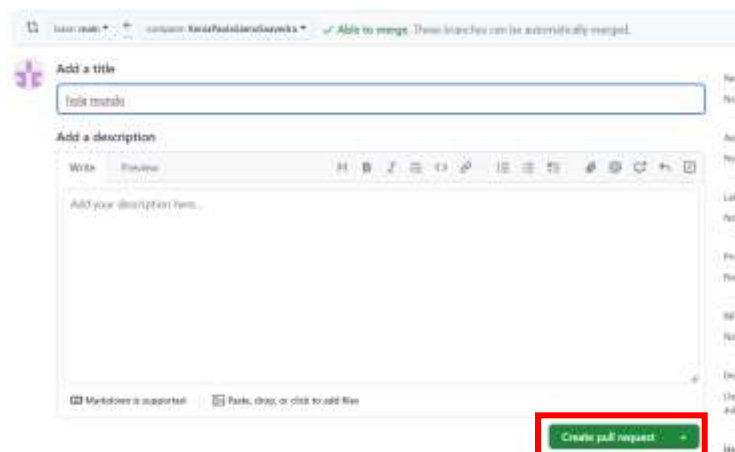 base: main compare: KeniaPaolaLlanoSaavedra Able to merge. These branches can be automatically merged.
Add a title
hola mundo
Add a description
Write Preview
Add your description here...
Markdown is supported Paste, drop, or click to add files
Create pull request